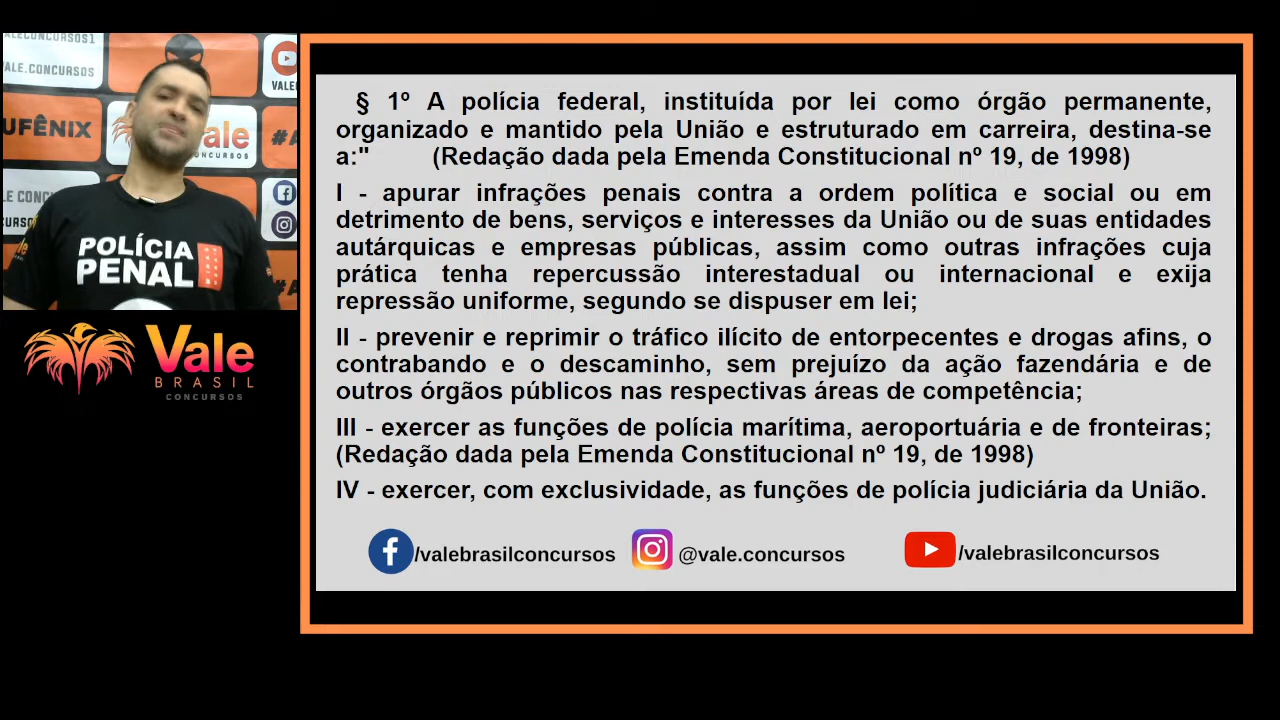 CONCURSOS1
VALE.CONCURSOS
VALE
UFÊNIX
Vale
CONCURSOS
#A
VALE CON
CONCURSOS
POLÍCIA
PENAL
Vale
BRASIL
CONCURSOS
§ 1º A polícia federal, instituída por lei como órgão permanente,
organizado e mantido pela União e estruturado em carreira, destina-se
a:" (Redação dada pela Emenda Constitucional nº 19, de 1998)
I - apurar infrações penais contra a ordem política e social ou em
detrimento de bens, serviços e interesses da União ou de suas entidades
autárquicas e empresas públicas, assim como outras infrações cuja
prática tenha repercussão interestadual ou internacional e exija
repressão uniforme, segundo se dispuser em lei;
II - prevenir e reprimir o tráfico ilícito de entorpecentes e drogas afins, o
contrabando e o descaminho, sem prejuízo da ação fazendária e de
outros órgãos públicos nas respectivas áreas de competência;
III - exercer as funções de polícia marítima, aeroportuária e de fronteiras;
(Redação dada pela Emenda Constitucional nº 19, de 1998)
IV - exercer, com exclusividade, as funções de polícia judiciária da União.
/valebrasilconcursos @vale.concursos /valebrasilconcursos